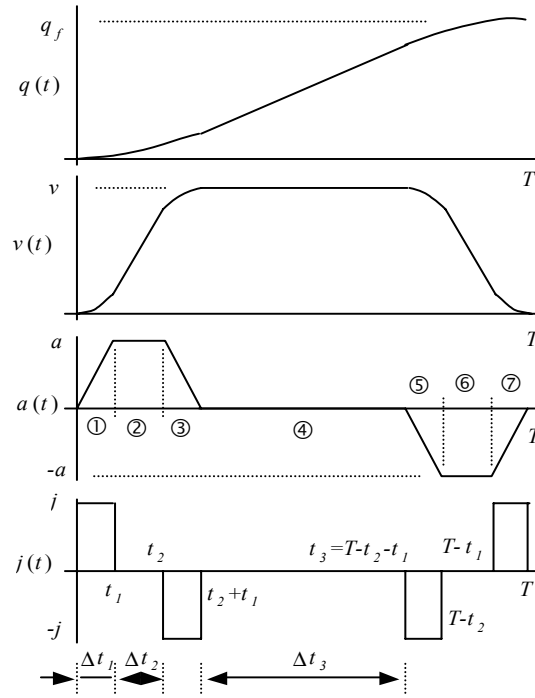 q_f
q(t)
T
v
v(t)
T
a
a(t)
-a
① ② ③ ④ ⑤ ⑥ ⑦
T
j
j(t)
-j
t_1
t_2
t_2+t_1
t_3=T-t_2-t_1
T-t_1
T-t_2
T
Δt_1 Δt_2 Δt_3